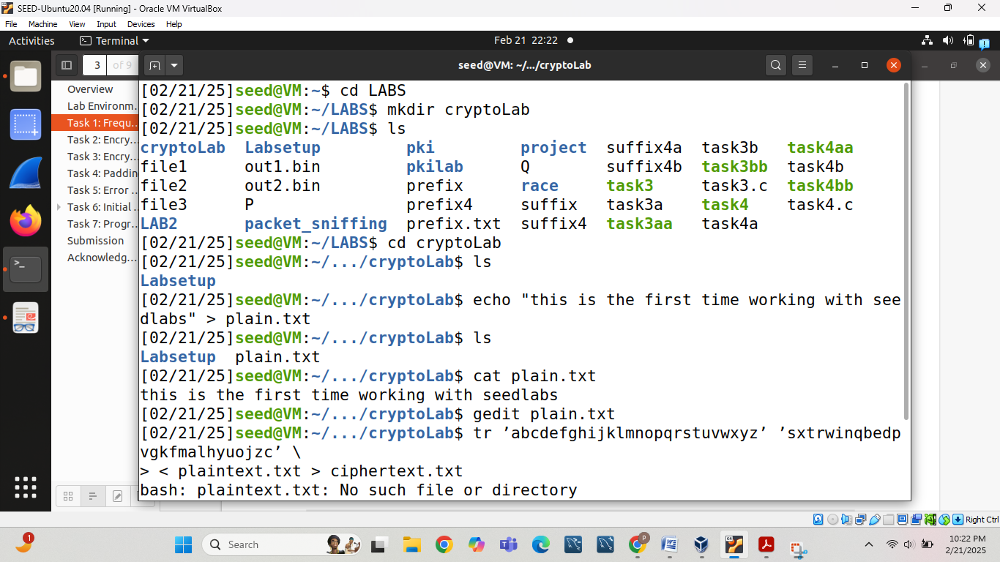 SEED-Ubuntu20.04 [Running] - Oracle VM VirtualBox
File Machine View Input Devices Help
Activities Terminal Feb 21 22:22
3 of 9
seed@VM: ~/.../cryptoLab
Overview
Lab Environm...
Task 1: Frequ...
Task 2: Encry...
Task 3: Encry...
Task 4: Paddin
Task 5: Error ...
Task 6: Initial ...
Task 7: Progr...
Submission
Acknowledg...
[02/21/25]seed@VM:~$ cd LABS
[02/21/25]seed@VM:~/LABS$ mkdir cryptoLab
[02/21/25]seed@VM:~/LABS$ ls
cryptoLab Labsetup pki project suffix4a task3b task4aa
file1 out1.bin pkilab Q suffix4b task3bb task4b
file2 out2.bin prefix race task3 task3.c task4bb
file3 P prefix4 suffix task3a task4 task4.c
LAB2 packet_sniffing prefix.txt suffix4 task3aa task4a
[02/21/25]seed@VM:~/LABS$ cd cryptoLab
[02/21/25]seed@VM:~/.../cryptoLab$ ls
Labsetup
[02/21/25]seed@VM:~/.../cryptoLab$ echo "this is the first time working with see
dlabs" > plain.txt
[02/21/25]seed@VM:~/.../cryptoLab$ ls
Labsetup plain.txt
[02/21/25]seed@VM:~/.../cryptoLab$ cat plain.txt
this is the first time working with seedlabs
[02/21/25]seed@VM:~/.../cryptoLab$ gedit plain.txt
[02/21/25]seed@VM:~/.../cryptoLab$ tr ’abcdefghijklmnopqrstuvwxyz’ ’sxtrwinqbedp
vgkfmalhyuojzc’ \
> < plaintext.txt > ciphertext.txt
bash: plaintext.txt: No such file or directory
Right Ctrl
1
Search
10:22 PM
2/21/2025